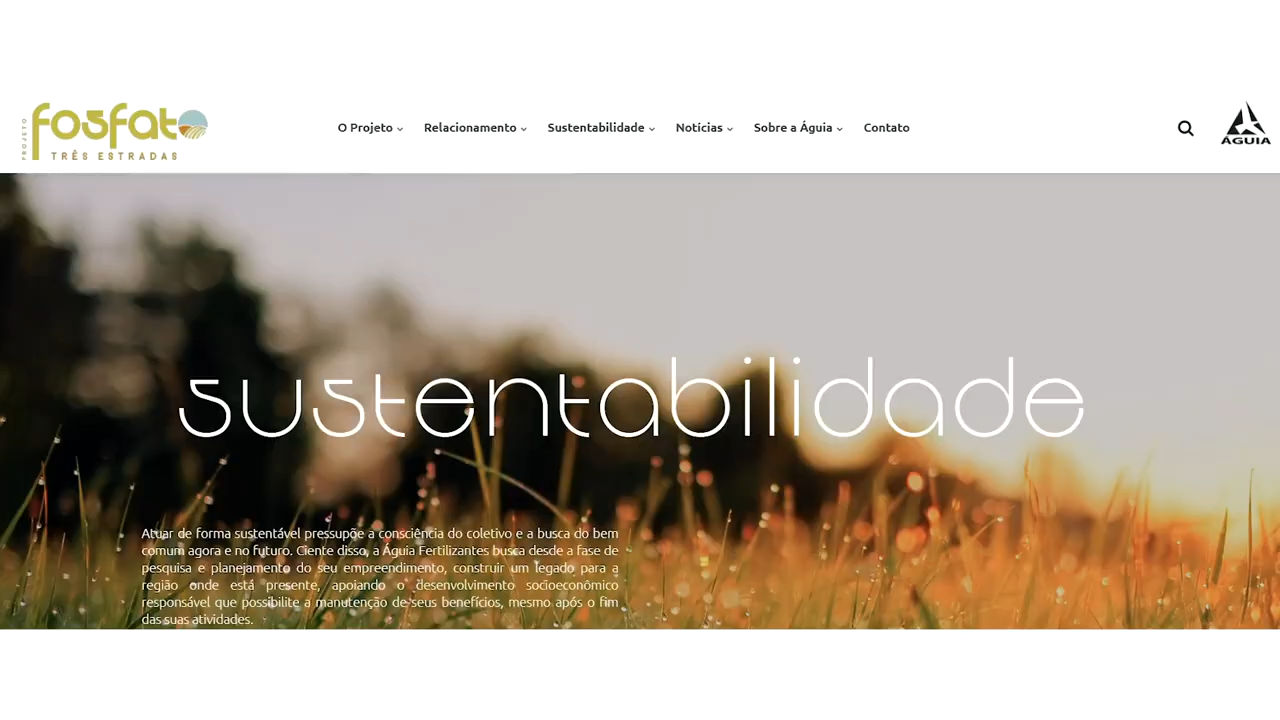 PROJETO
fosfato
TRÊS ESTRADAS
O Projeto
Relacionamento
Sustentabilidade
Notícias
Sobre a Águia
Contato
ÁGUIA
sustentabilidade
Atuar de forma sustentável pressupõe a consciência do coletivo e a busca do bem
comum agora e no futuro. Ciente disso, a Águia Fertilizantes busca desde a fase de
pesquisa e planejamento do seu empreendimento, construir um legado para a
região onde está presente, apoiando o desenvolvimento socioeconômico
responsável que possibilite a manutenção de seus benefícios, mesmo após o fim
das suas atividades.